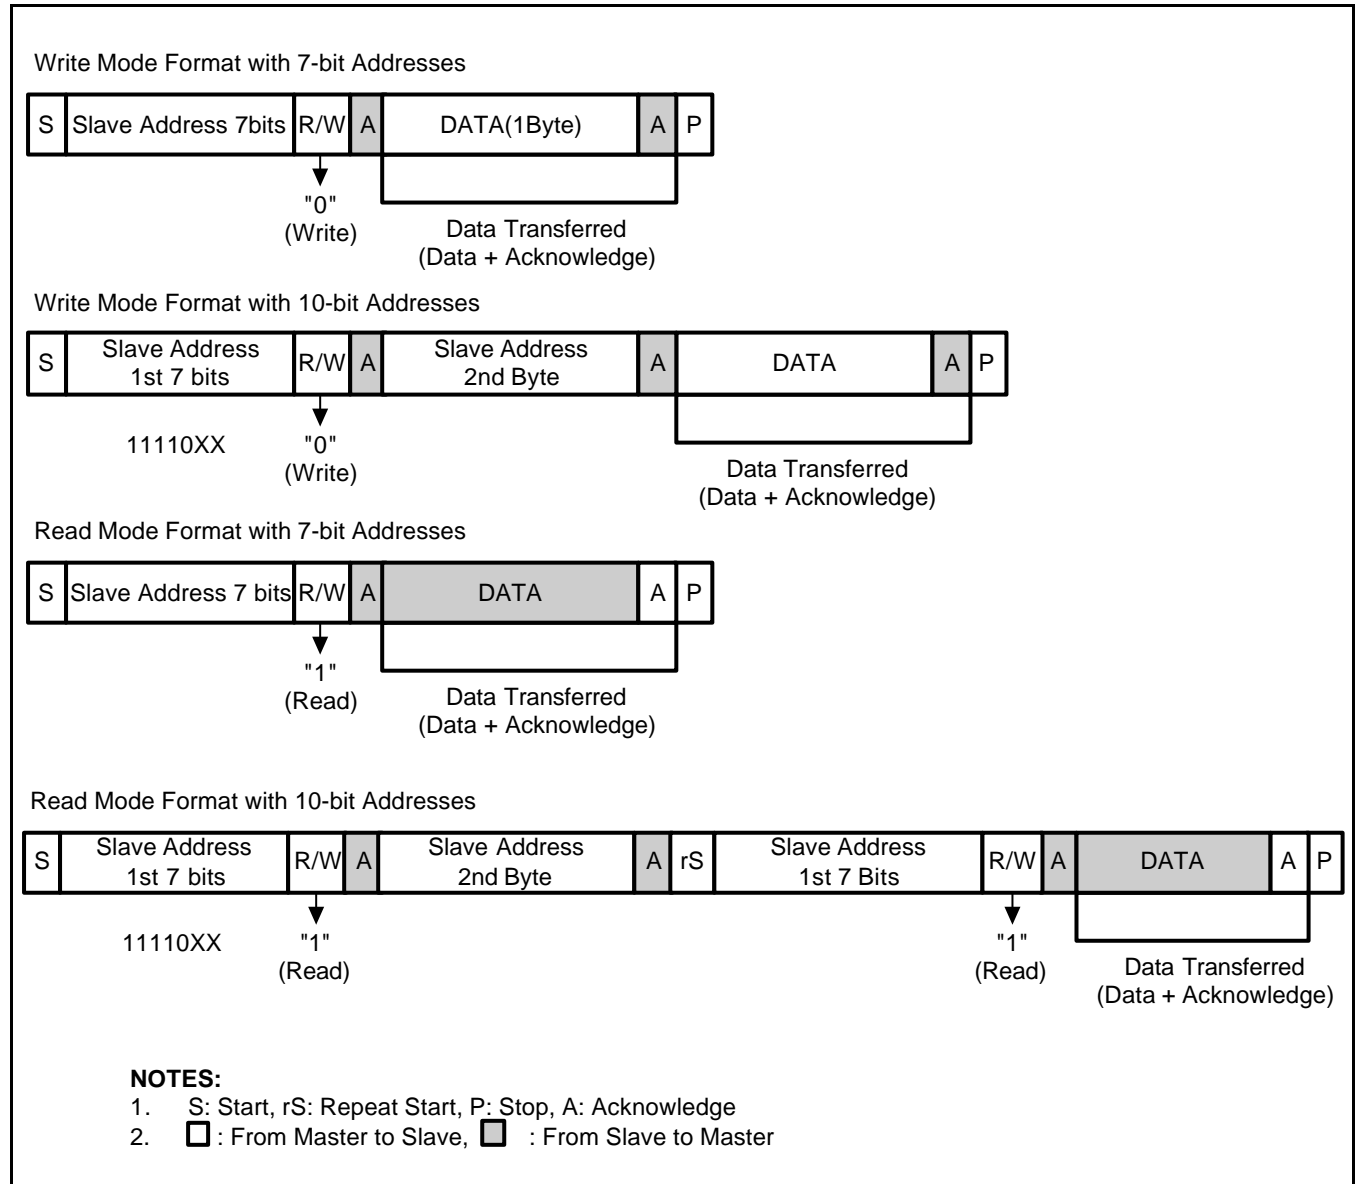 Write Mode Format with 7-bit Addresses
S Slave Address 7bits R/W A DATA(1Byte) A P
"0"
(Write)
Data Transferred
(Data + Acknowledge)
Write Mode Format with 10-bit Addresses
S Slave Address 1st 7 bits R/W A Slave Address 2nd Byte A DATA A P
11110XX
"0"
(Write)
Data Transferred
(Data + Acknowledge)
Read Mode Format with 7-bit Addresses
S Slave Address 7 bits R/W A DATA A P
"1"
(Read)
Data Transferred
(Data + Acknowledge)
Read Mode Format with 10-bit Addresses
S Slave Address 1st 7 bits R/W A Slave Address 2nd Byte A rS Slave Address 1st 7 Bits R/W A DATA A P
11110XX
"1"
(Read)
"1"
(Read)
Data Transferred
(Data + Acknowledge)
NOTES:
1. S: Start, rS: Repeat Start, P: Stop, A: Acknowledge
2. : From Master to Slave, : From Slave to Master